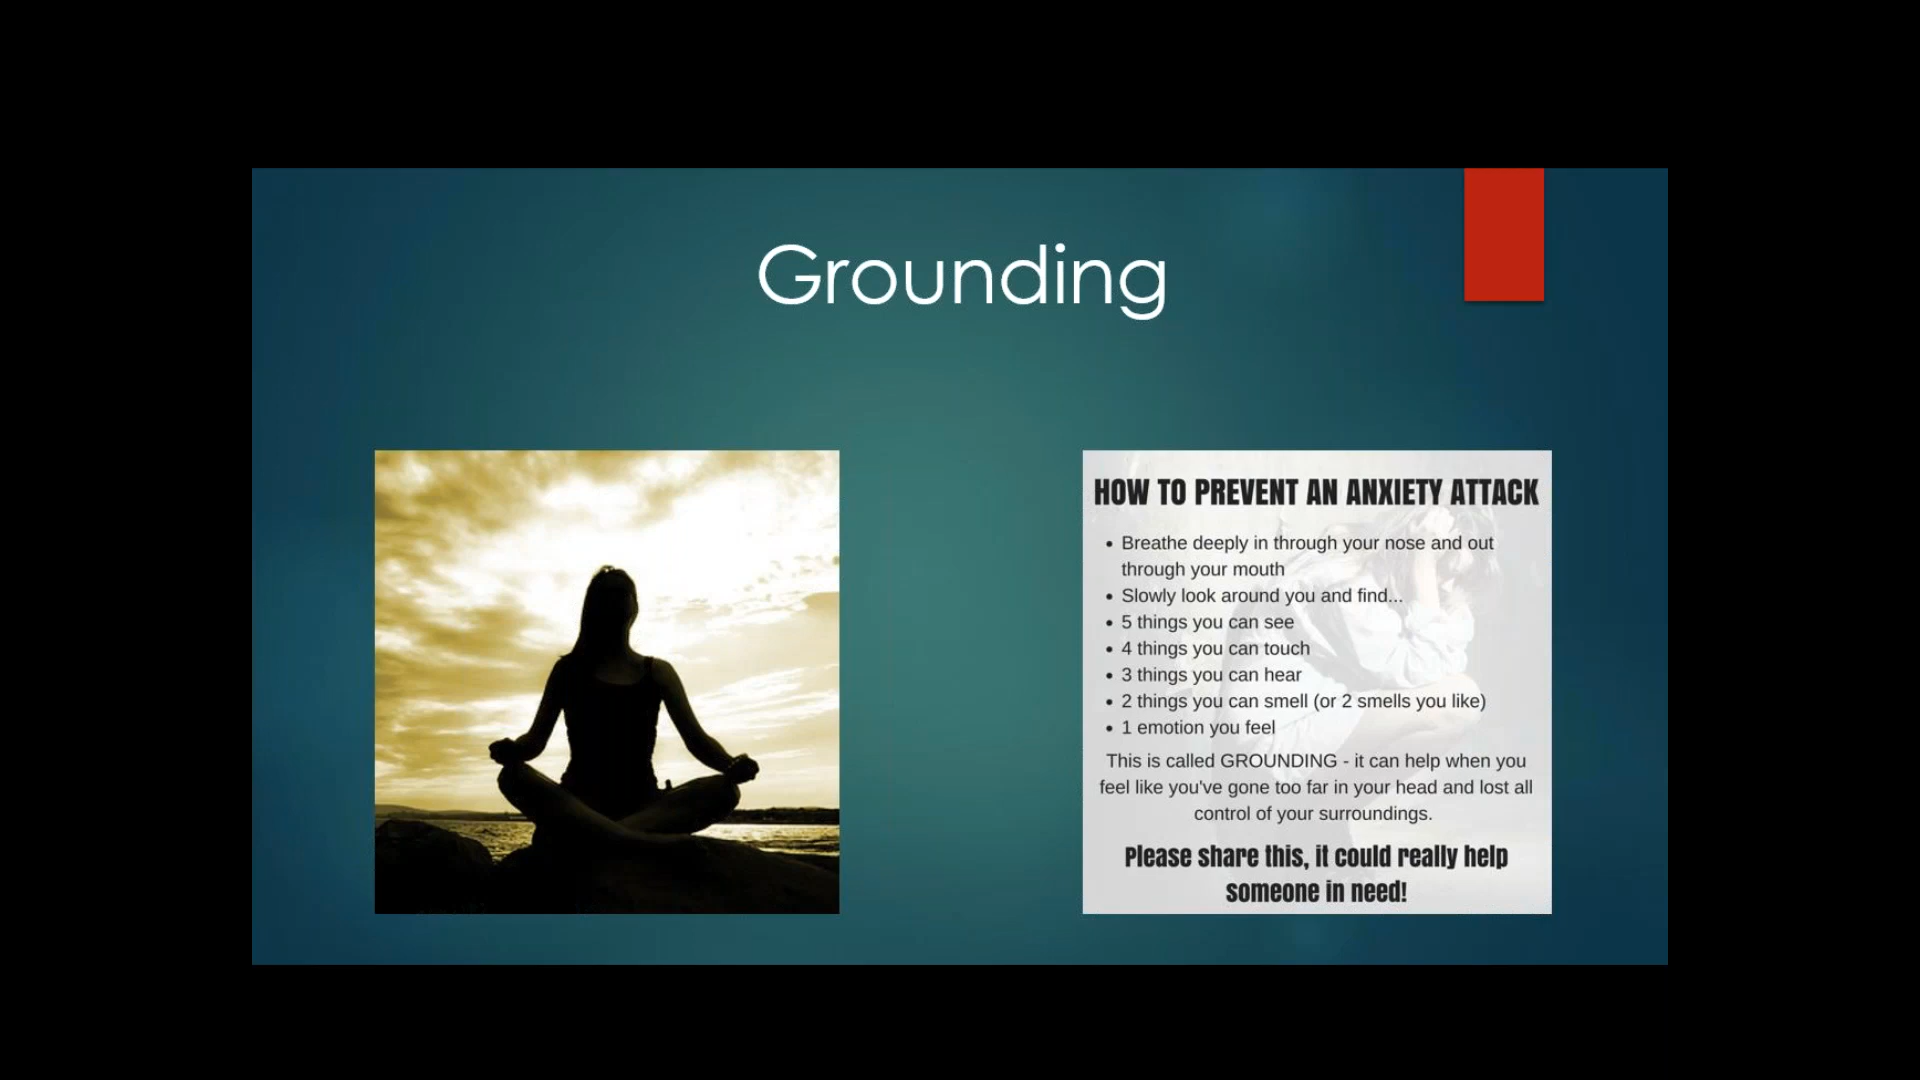 Grounding
HOW TO PREVENT AN ANXIETY ATTACK
• Breathe deeply in through your nose and out
through your mouth
• Slowly look around you and find...
• 5 things you can see
• 4 things you can touch
• 3 things you can hear
• 2 things you can smell (or 2 smells you like)
• 1 emotion you feel
This is called GROUNDING - it can help when you
feel like you've gone too far in your head and lost all
control of your surroundings.
Please share this, it could really help
someone in need!